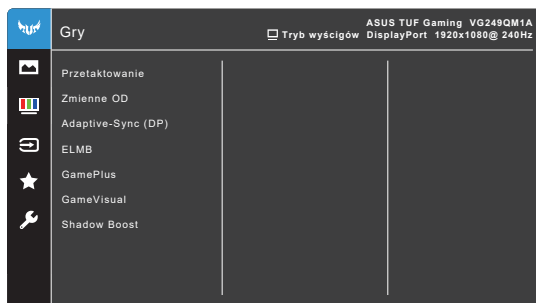 ASUS TUF Gaming VG249QM1A
Gry
Tryb wyścigów DisplayPort 1920x1080@ 240Hz
Przetaktowanie
Zmienne OD
Adaptive-Sync (DP)
ELMB
GamePlus
GameVisual
Shadow Boost